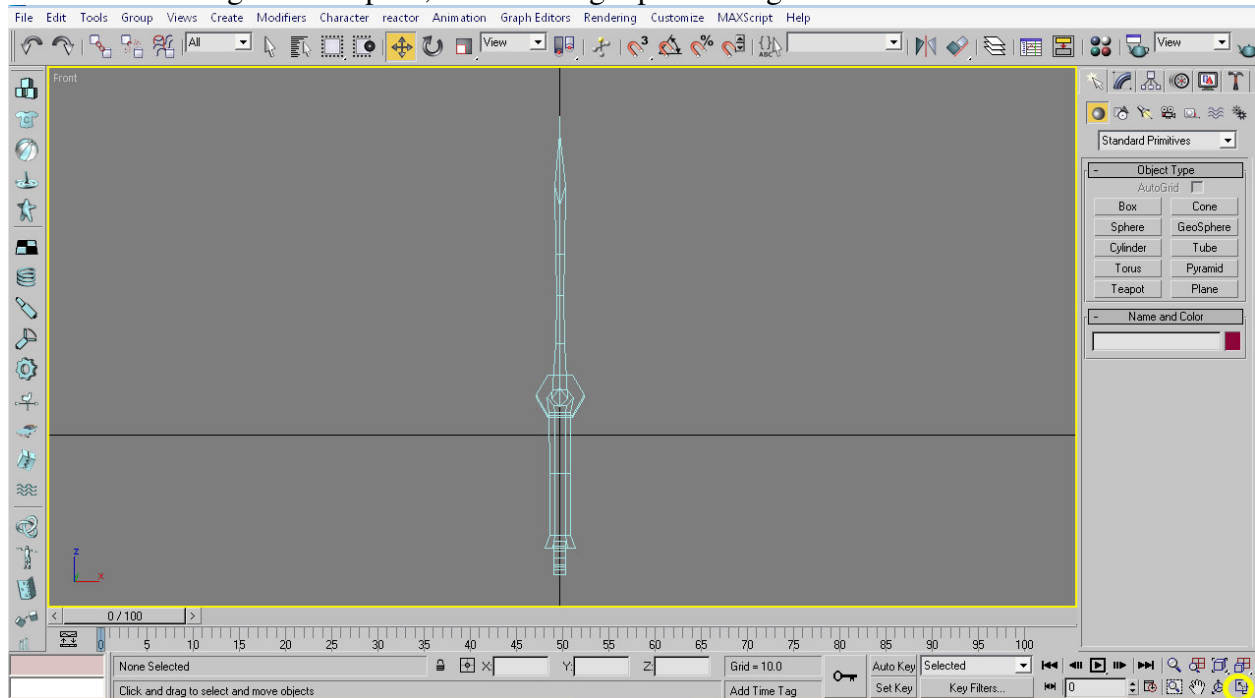 File Edit Tools Group Views Create Modifiers Character reactor Animation Graph Editors Rendering Customize MAXScript Help
All View 3 % ABC View
Front
Standard Primitives
- Object Type
AutoGrid
Box Cone
Sphere GeoSphere
Cylinder Tube
Torus Pyramid
Teapot Plane
- Name and Color
z
x
< 0 / 100 >
0 5 10 15 20 25 30 35 40 45 50 55 60 65 70 75 80 85 90 95 100
None Selected X: Y: Z: Grid = 10.0 Auto Key Selected
Click and drag to select and move objects Add Time Tag Set Key Key Filters... 0